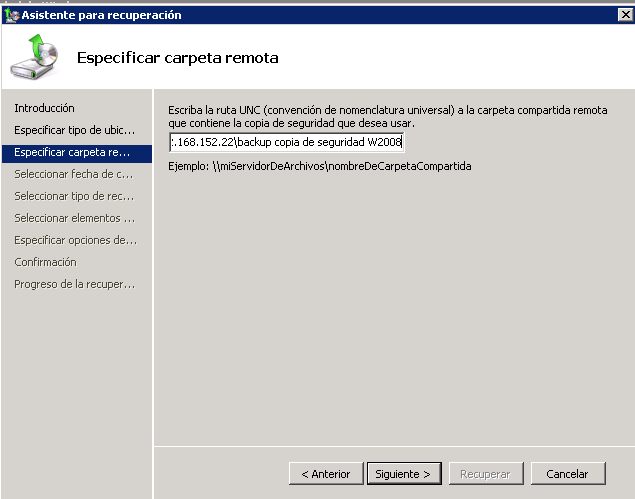 Asistente para recuperación
Especificar carpeta remota
Introducción
Especificar tipo de ubic...
Especificar carpeta re...
Seleccionar fecha de c...
Seleccionar tipo de rec...
Seleccionar elementos ...
Especificar opciones de...
Confirmación
Progreso de la recuper...
Escriba la ruta UNC (convención de nomenclatura universal) a la carpeta compartida remota
que contiene la copia de seguridad que desea usar.
.168.152.22\backup copia de seguridad W2008
Ejemplo: \\miServidorDeArchivos\nombreDeCarpetaCompartida
< Anterior
Siguiente >
Recuperar
Cancelar